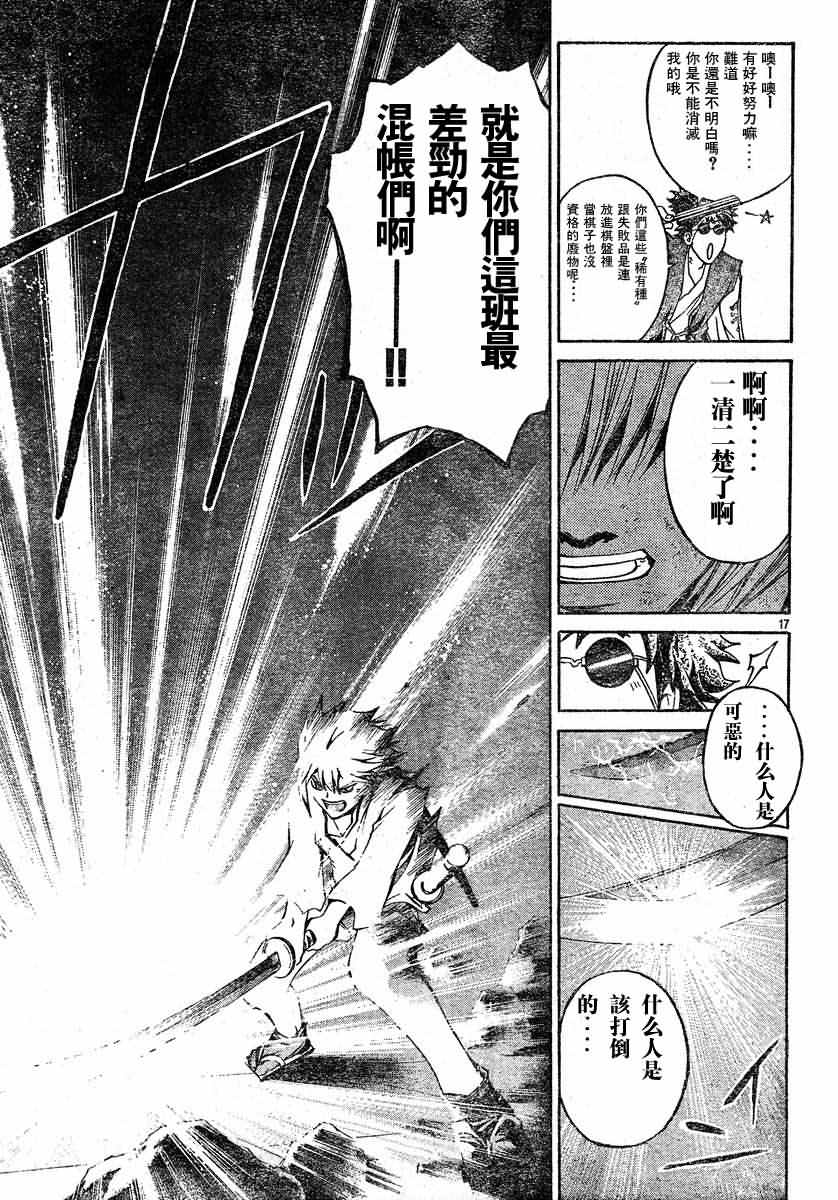 噢ー噢ー
有好好努力嘛‥‥
難道
你還是不明白嗎？
你是不能消滅
我的哦
你們這些“稀有種”
跟失敗品是連
放進棋盤裡
當棋子也沒
資格的廢物呢‥‥
啊啊‥‥
一清二楚了啊
17
‥‥什么人是
可惡的
什么人是
該打倒
的‥‥
就是你們這班最
差勁的
混帳們啊——!!